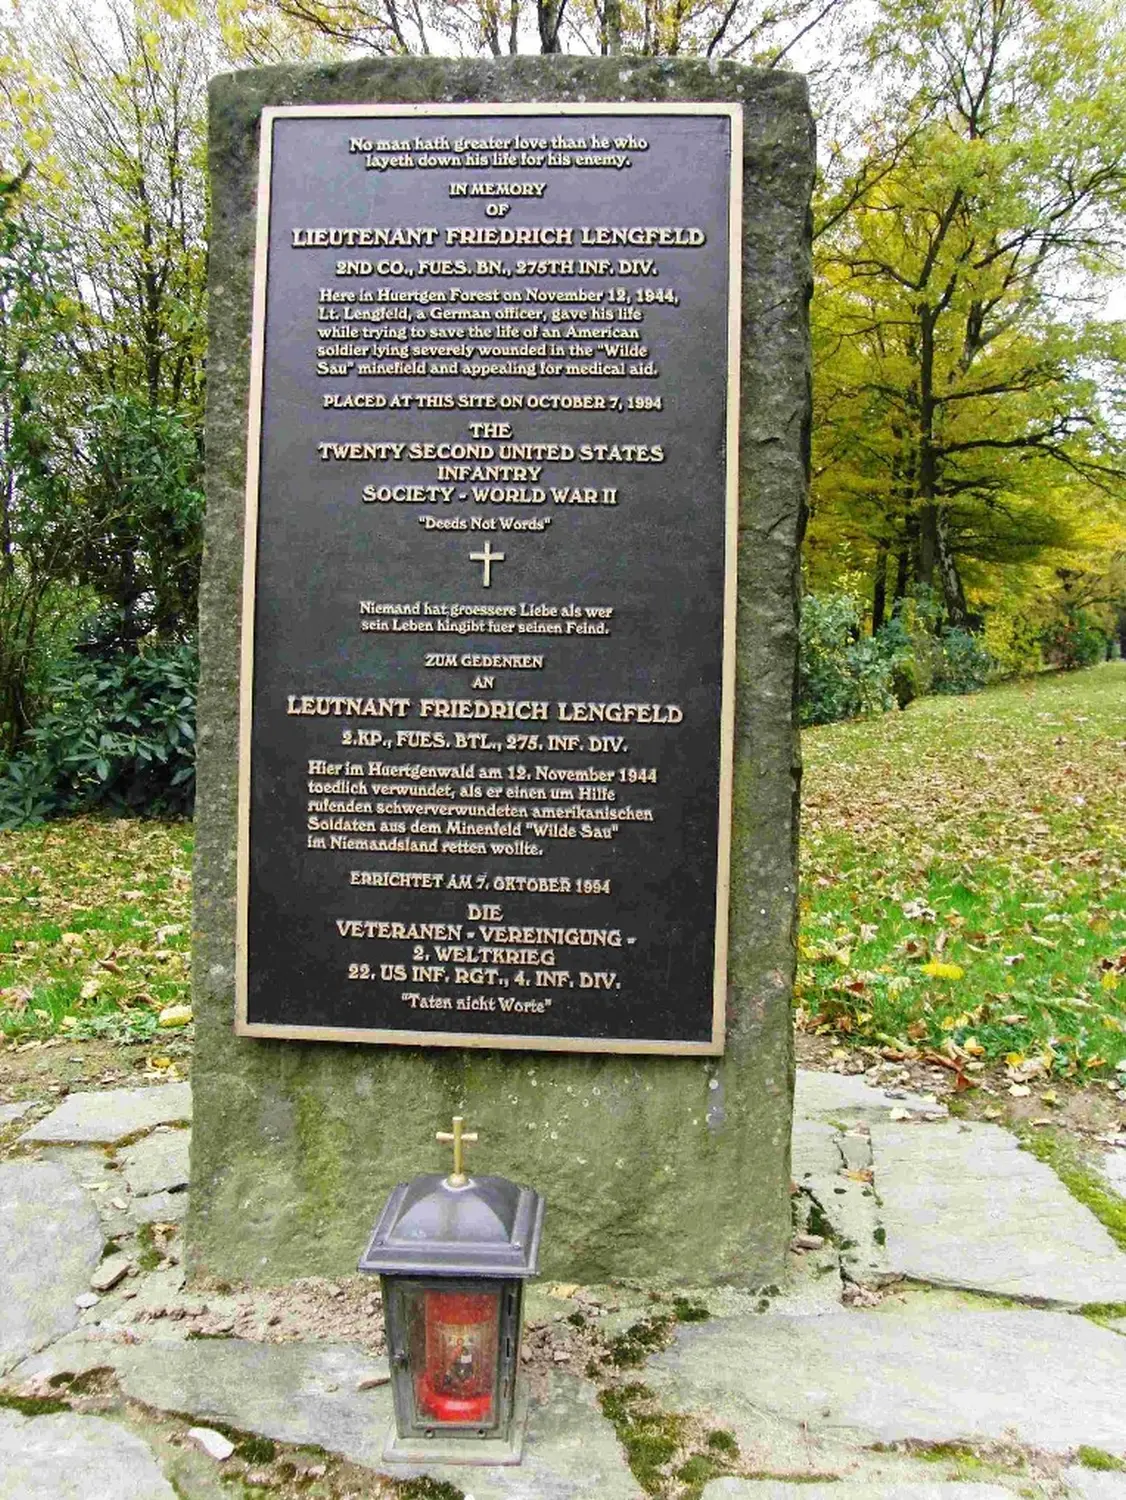 No man hath greater love than he who
layeth down his life for his enemy.
IN MEMORY
OF
LIEUTENANT FRIEDRICH LENGFELD
2ND CO., FUES. BN., 275TH INF. DIV.
Here in Huertgen Forest on November 12, 1944,
Lt. Lengfeld, a German officer, gave his life
while trying to save the life of an American
soldier lying severely wounded in the "Wilde
Sau" minefield and appealing for medical aid.
PLACED AT THIS SITE ON OCTOBER 7, 1994
THE
TWENTY SECOND UNITED STATES
INFANTRY
SOCIETY - WORLD WAR II
"Deeds Not Words"
Niemand hat groessere Liebe als wer
sein Leben hingibt fuer seinen Feind.
ZUM GEDENKEN
AN
LEUTNANT FRIEDRICH LENGFELD
2.KP., FUES. BTL., 275. INF. DIV.
Hier im Huertgenwald am 12. November 1944
toedlich verwundet, als er einen um Hilfe
rufenden schwerverwundeten amerikanischen
Soldaten aus dem Minenfeld "Wilde Sau"
im Niemandsland retten wollte.
ERRICHTET AM 7. OKTOBER 1994
DIE
VETERANEN - VEREINIGUNG -
2. WELTKRIEG
22. US INF. RGT., 4. INF. DIV.
"Taten nicht Worte"